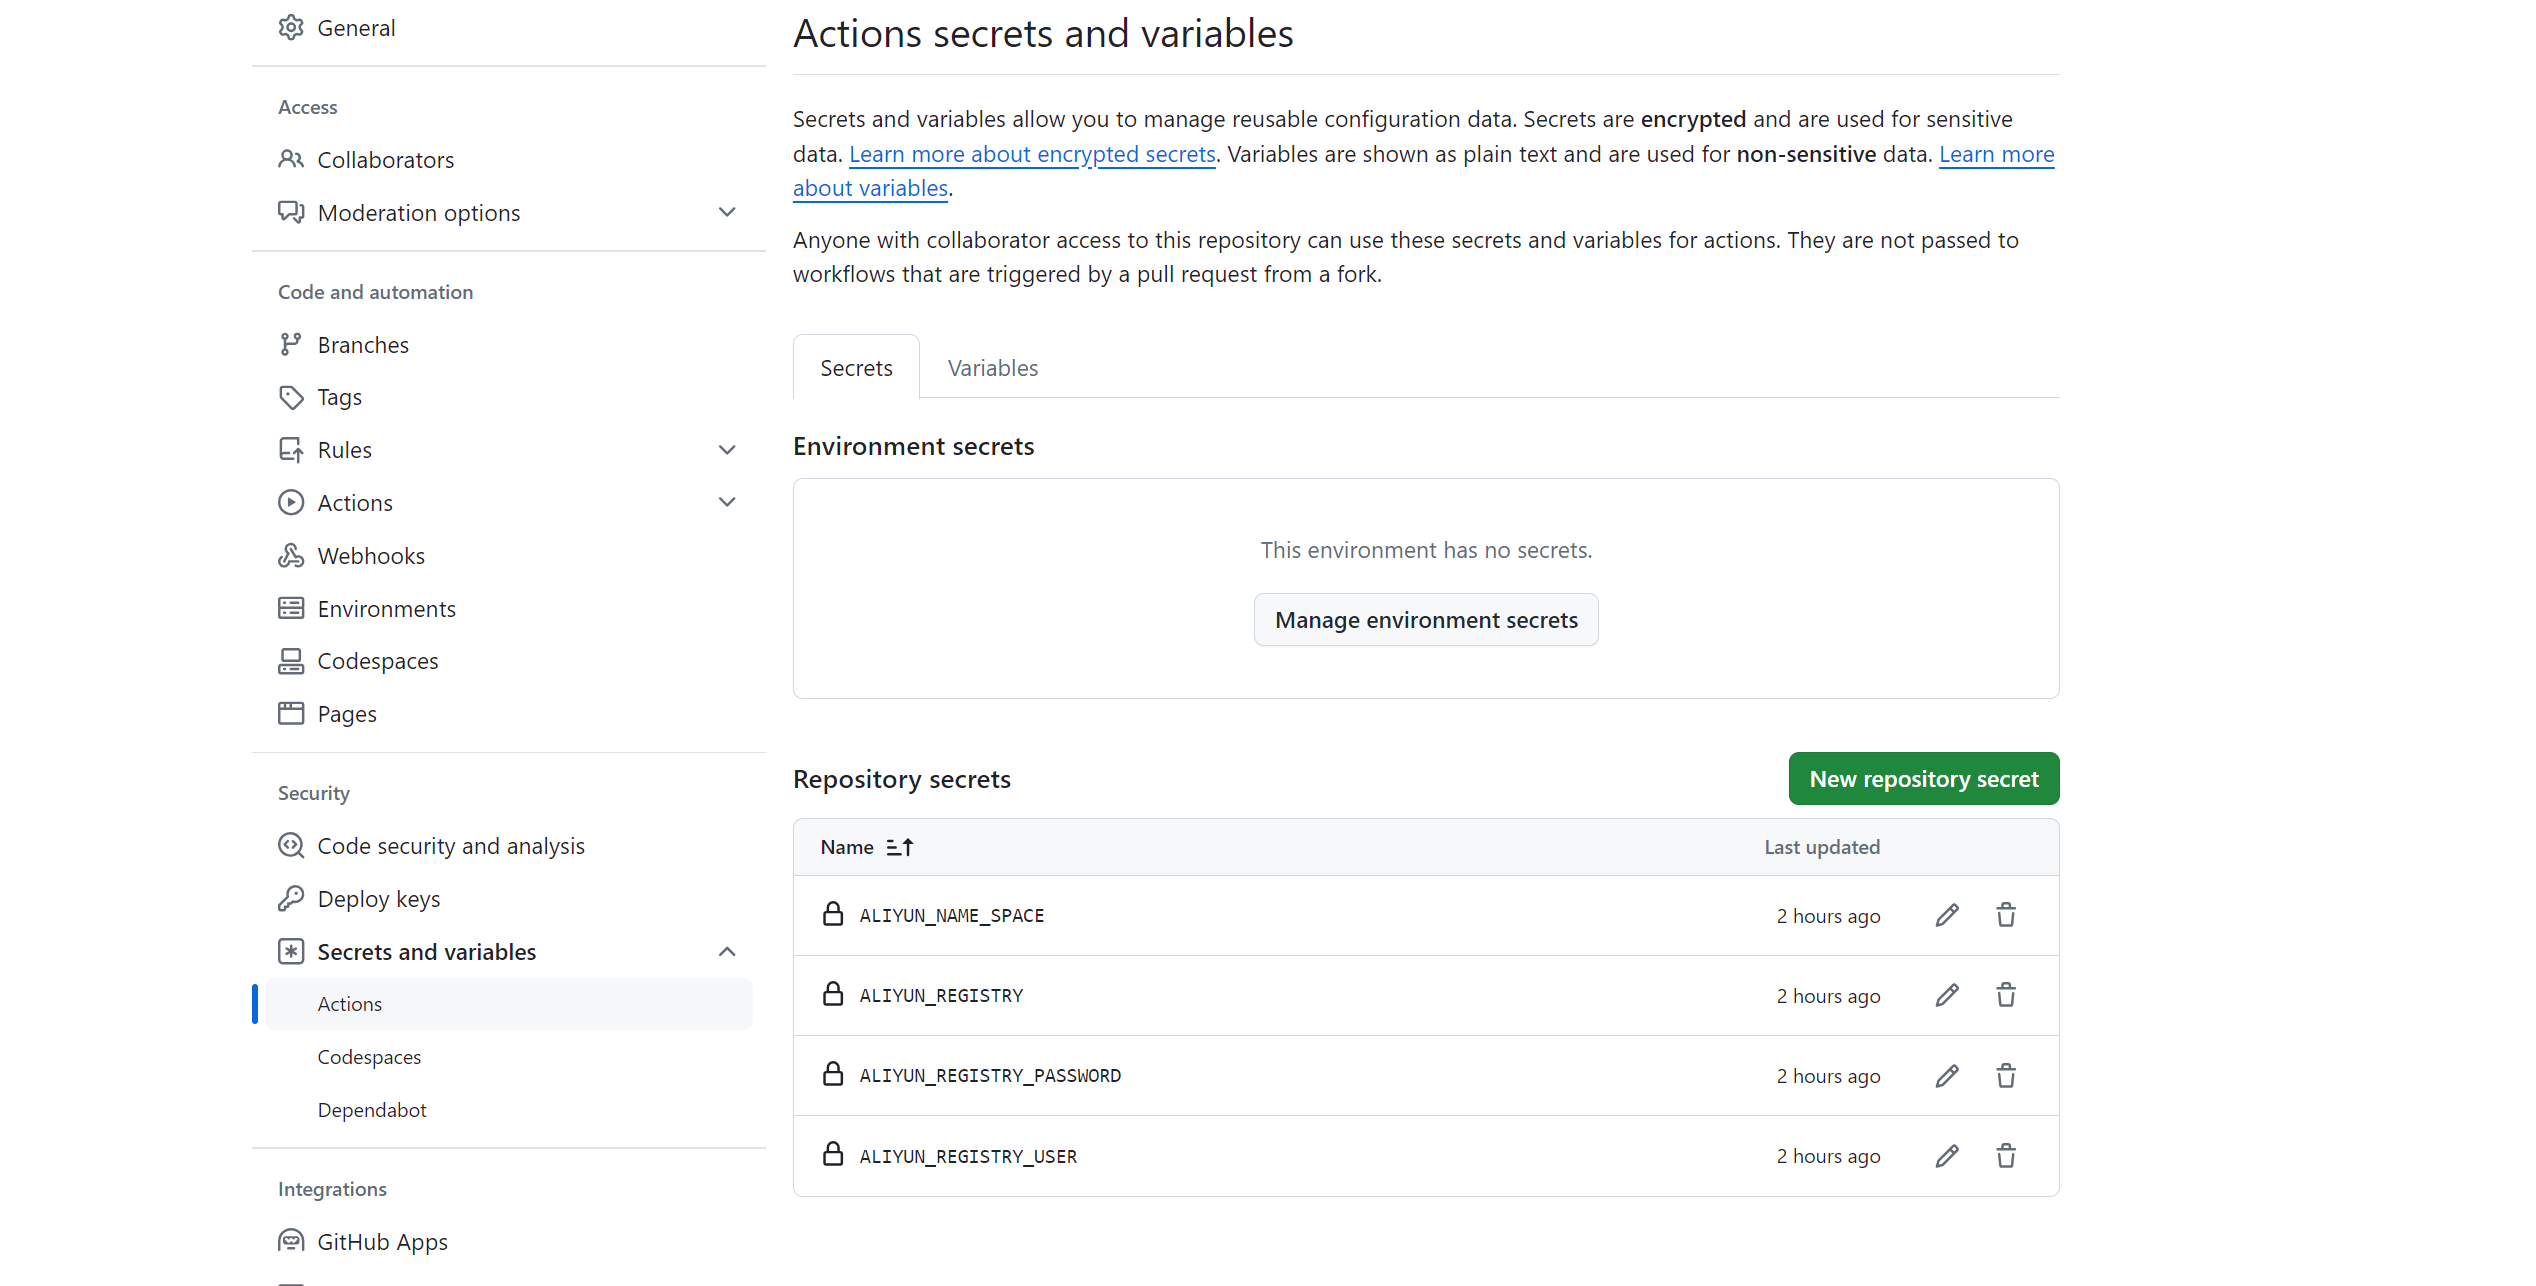 General
Access
Collaborators
Moderation options
Code and automation
Branches
Tags
Rules
Actions
Webhooks
Environments
Codespaces
Pages
Security
Code security and analysis
Deploy keys
Secrets and variables
Actions
Codespaces
Dependabot
Integrations
GitHub Apps
Actions secrets and variables
Secrets and variables allow you to manage reusable configuration data. Secrets are encrypted and are used for sensitive
data. Learn more about encrypted secrets. Variables are shown as plain text and are used for non-sensitive data. Learn more
about variables.
Anyone with collaborator access to this repository can use these secrets and variables for actions. They are not passed to
workflows that are triggered by a pull request from a fork.
Secrets Variables
Environment secrets
This environment has no secrets.
Manage environment secrets
Repository secrets New repository secret
Name Last updated
ALIYUN_NAME_SPACE 2 hours ago
ALIYUN_REGISTRY 2 hours ago
ALIYUN_REGISTRY_PASSWORD 2 hours ago
ALIYUN_REGISTRY_USER 2 hours ago